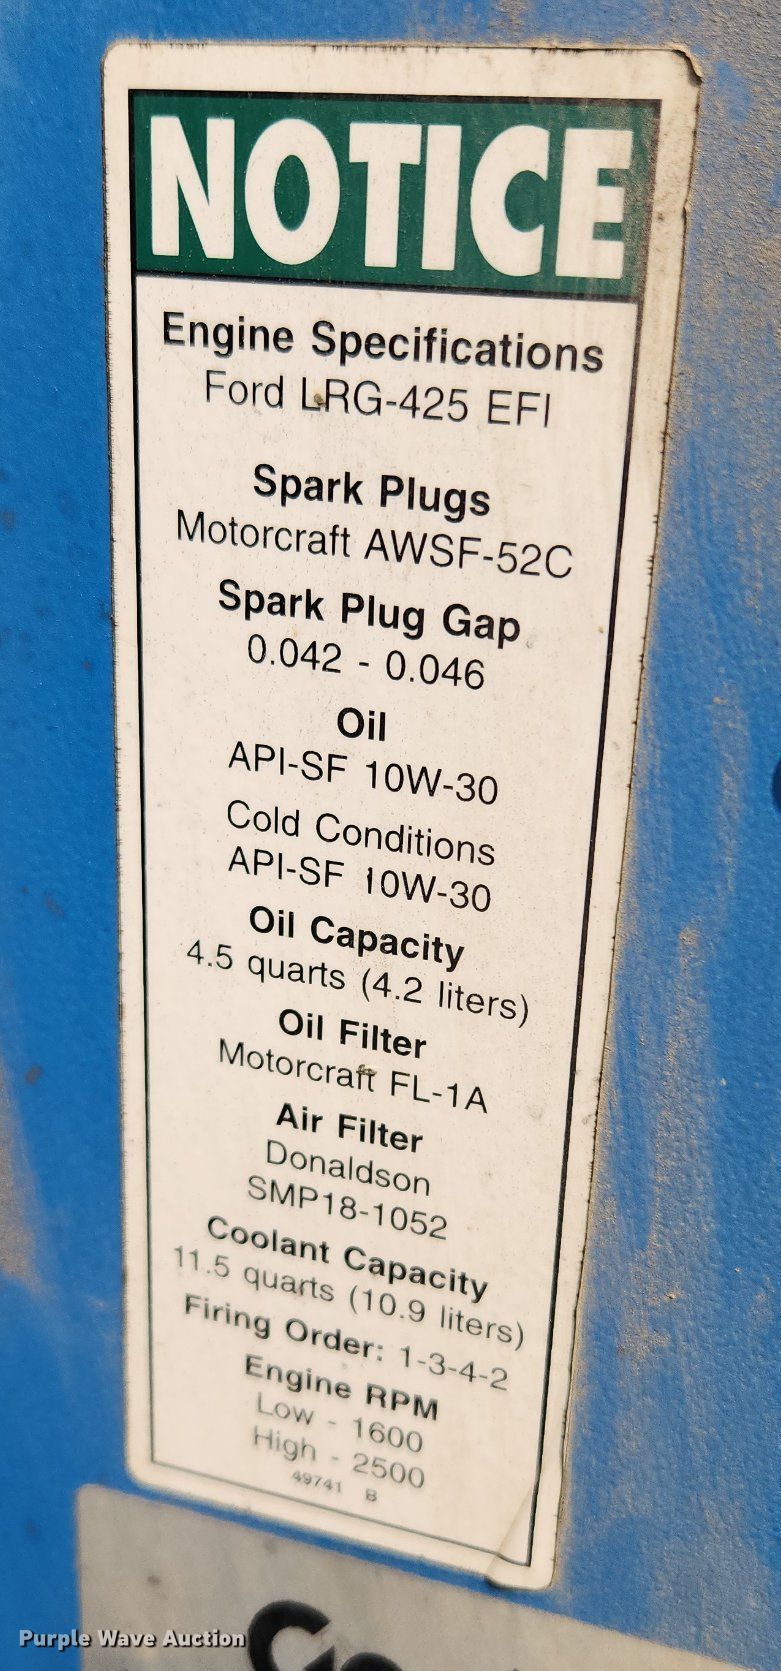 NOTICE
Engine Specifications
Ford LRG-425 EFI
Spark Plugs
Motorcraft AWSF-52C
Spark Plug Gap
0.042 - 0.046
Oil
API-SF 10W-30
Cold Conditions
API-SF 10W-30
Oil Capacity
4.5 quarts (4.2 liters)
Oil Filter
Motorcraft FL-1A
Air Filter
Donaldson
SMP18-1052
Coolant Capacity
11.5 quarts (10.9 liters)
Firing Order: 1-3-4-2
Engine RPM
Low - 1600
High - 2500
49741 B
Purple Wave Auction